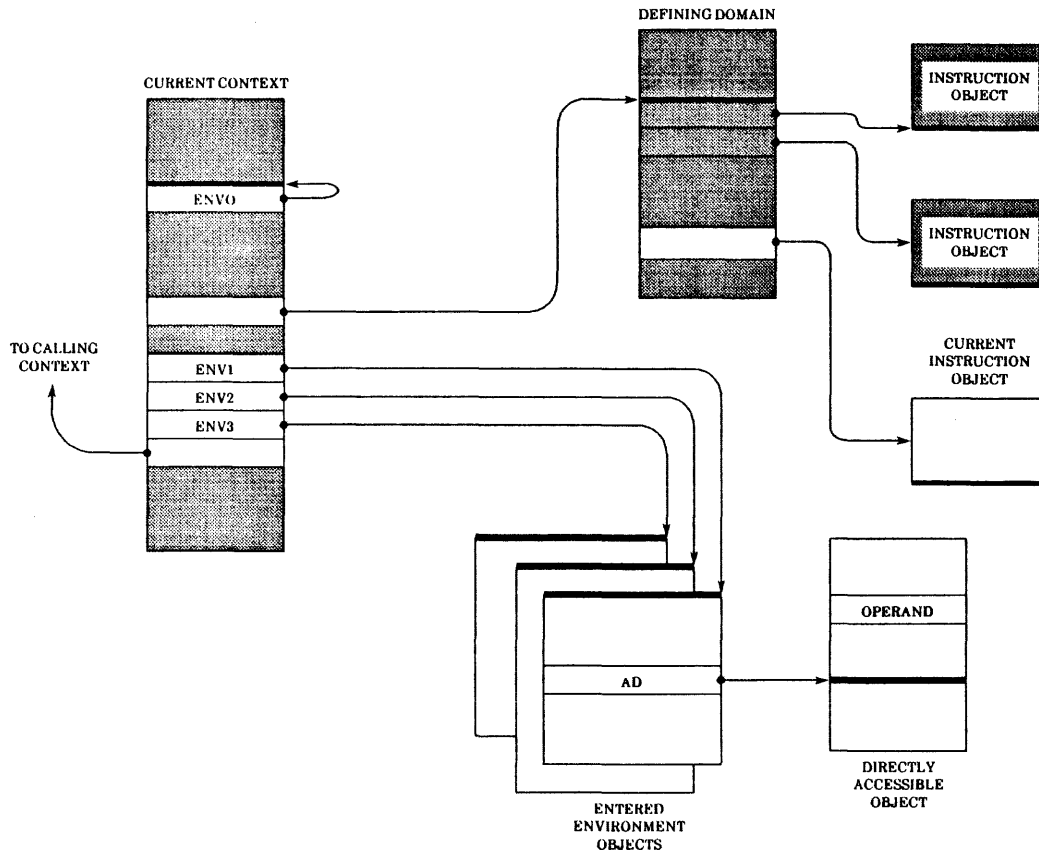 DEFINING DOMAIN
CURRENT CONTEXT
INSTRUCTION
OBJECT
ENV0
INSTRUCTION
OBJECT
TO CALLING
CONTEXT
CURRENT
INSTRUCTION
OBJECT
ENV1
ENV2
ENV3
OPERAND
AD
DIRECTLY
ACCESSIBLE
OBJECT
ENTERED
ENVIRONMENT
OBJECTS